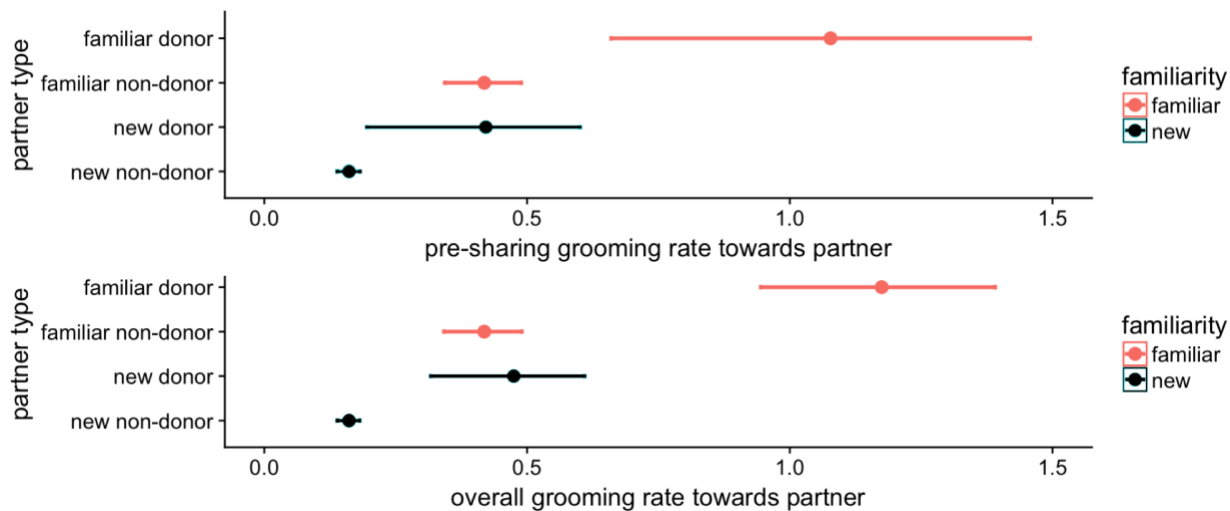 partner type
familiar donor
familiar non-donor
new donor
new non-donor
0.0 0.5 1.0 1.5
pre-sharing grooming rate towards partner
familiarity
familiar
new
partner type
familiar donor
familiar non-donor
new donor
new non-donor
0.0 0.5 1.0 1.5
overall grooming rate towards partner
familiarity
familiar
new